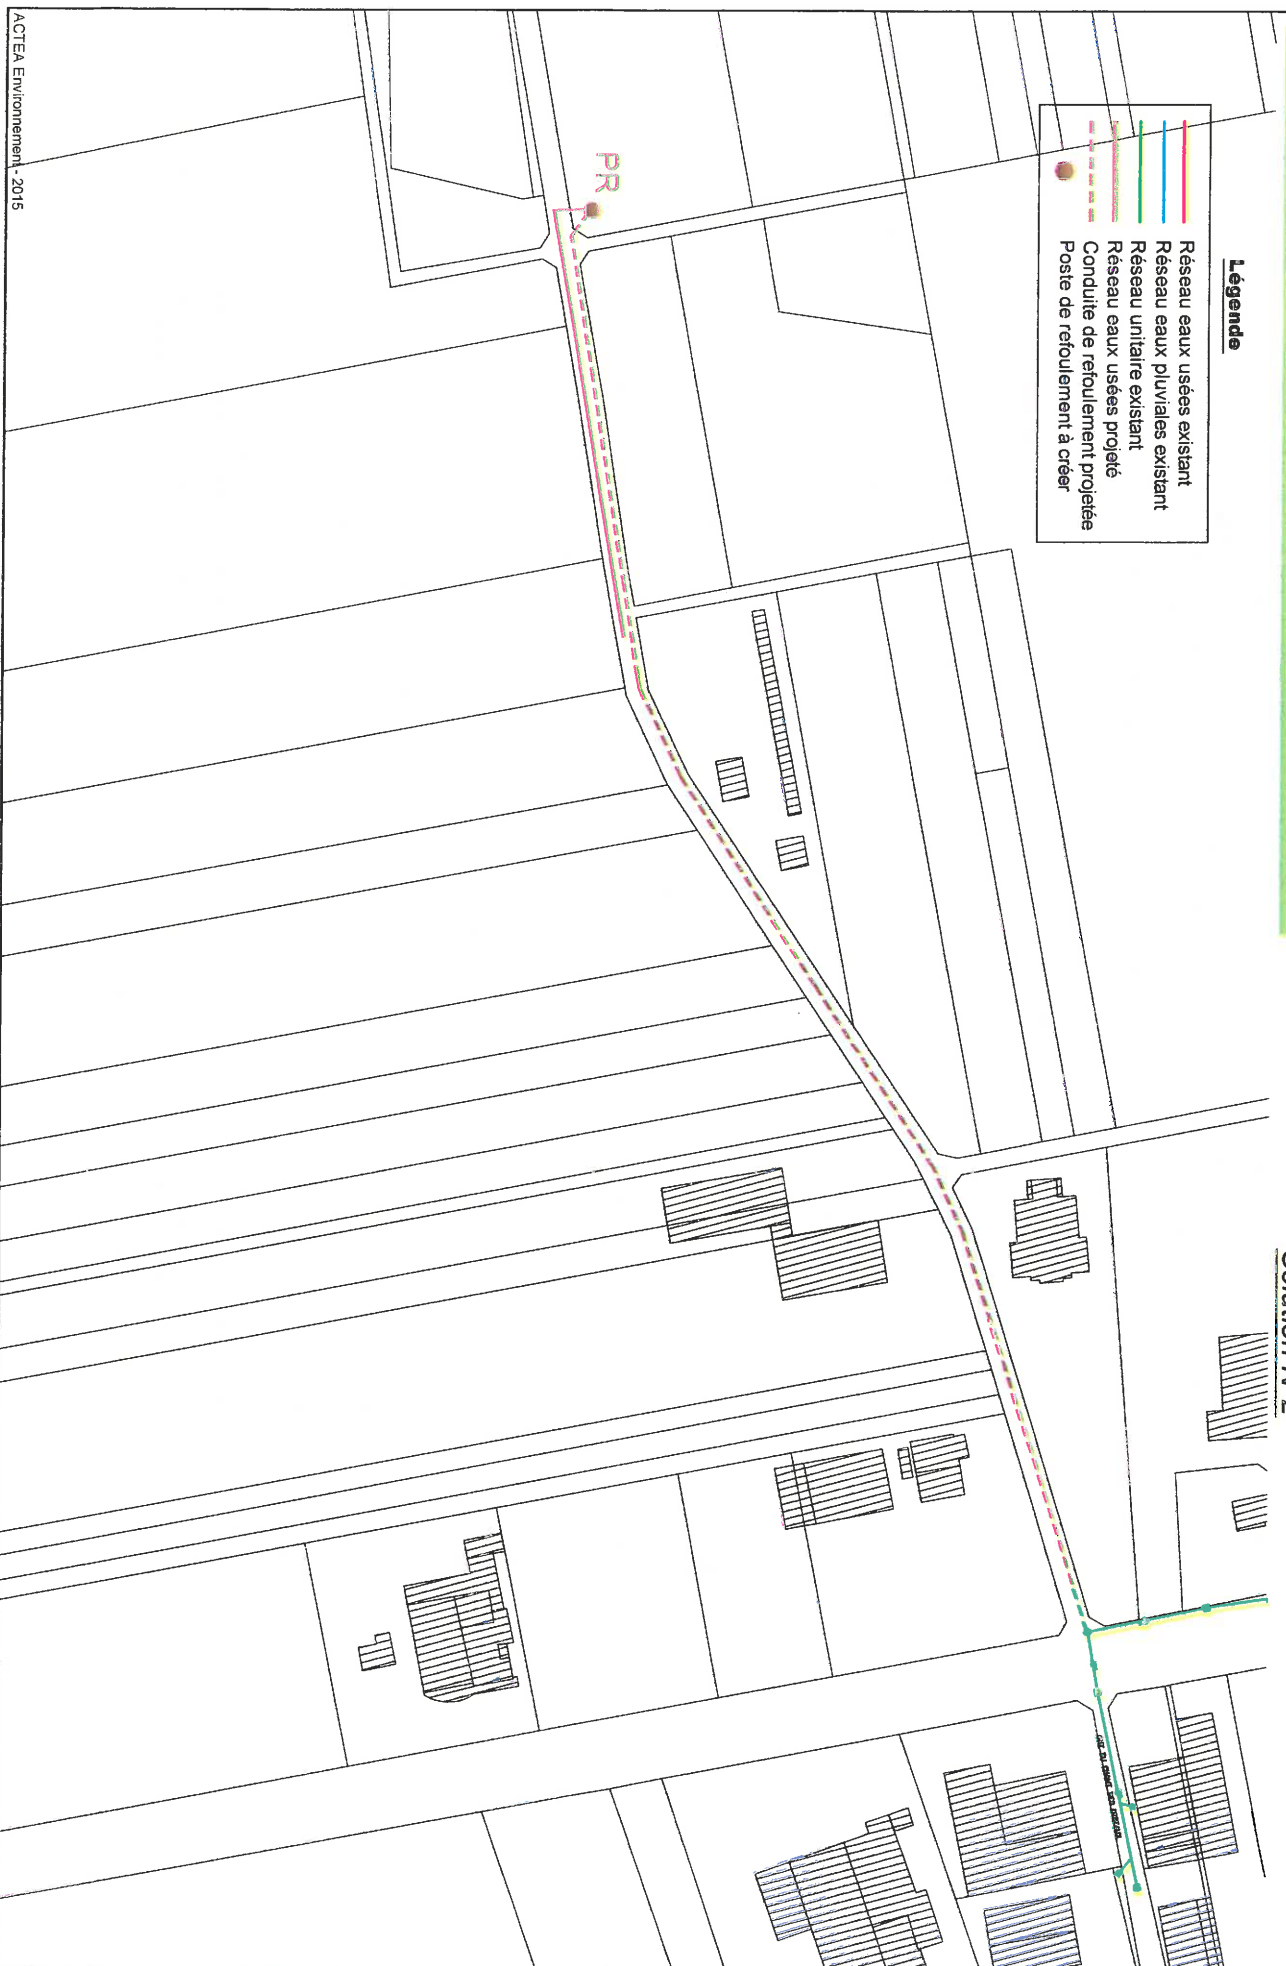 Légende
Réseau eaux usées existant
Réseau eaux pluviales existant
Réseau unitaire existant
Réseau eaux usées projeté
Conduite de refoulement projetée
Poste de refoulement à créer
PR
ACTEA Environnement - 2015